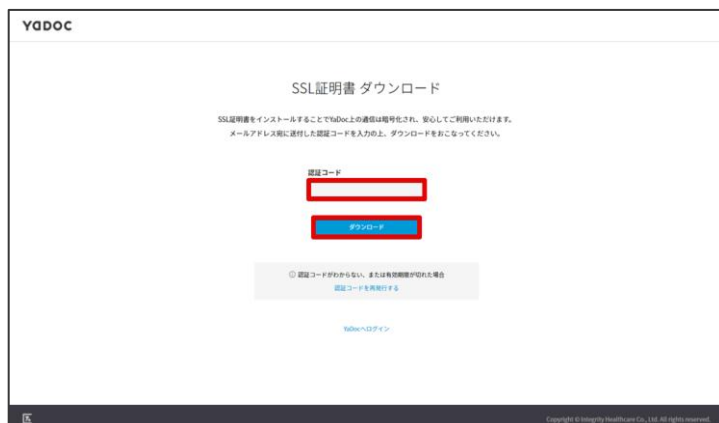 YaDOC
SSL証明書 ダウンロード
SSL証明書をインストールすることでYaDoc上の通信は暗号化され、安心してご利用いただけます。
メールアドレス宛に送付した認証コードを入力の上、ダウンロードをおこなってください。
認証コード
ダウンロード
認証コードがわからない、または有効期限が切れた場合
認証コードを再発行する
YaDocへログイン
Copyright © Integrity Healthcare Co., Ltd. All rights reserved.